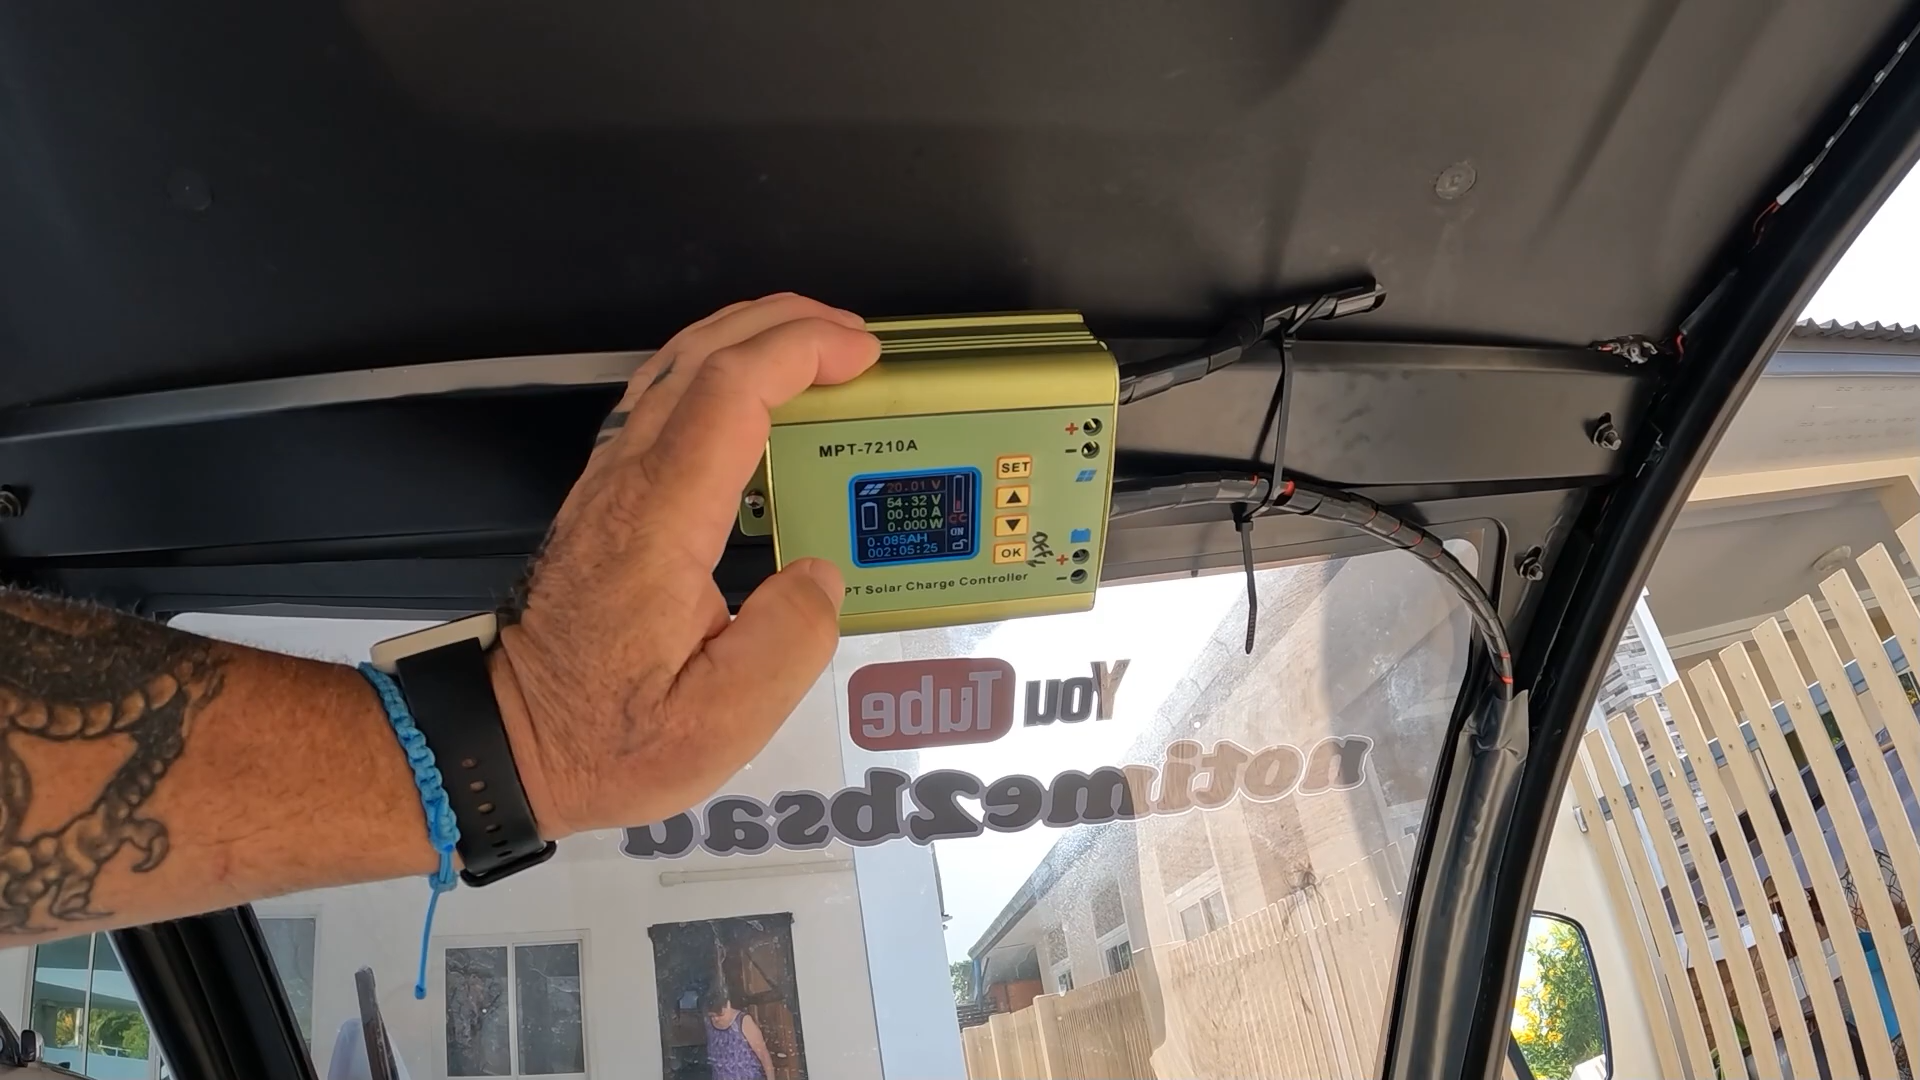 MPT-7210A
SET
20.01 V
54.32 V
00.00 A
0.000W
CC
0.085AH
002:05:25
OK
Off
PT Solar Charge Controller
YouTube
notime2bsad